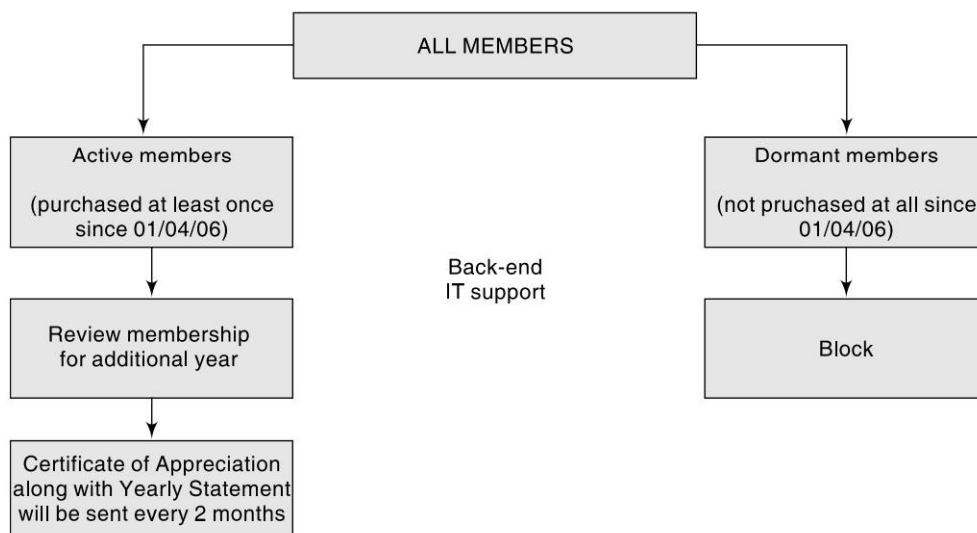 ALL MEMBERS
Active members
(purchased at least once
since 01/04/06)
Dormant members
(not pruchased at all since
01/04/06)
Back-end
IT support
Review membership
for additional year
Block
Certificate of Appreciation
along with Yearly Statement
will be sent every 2 months